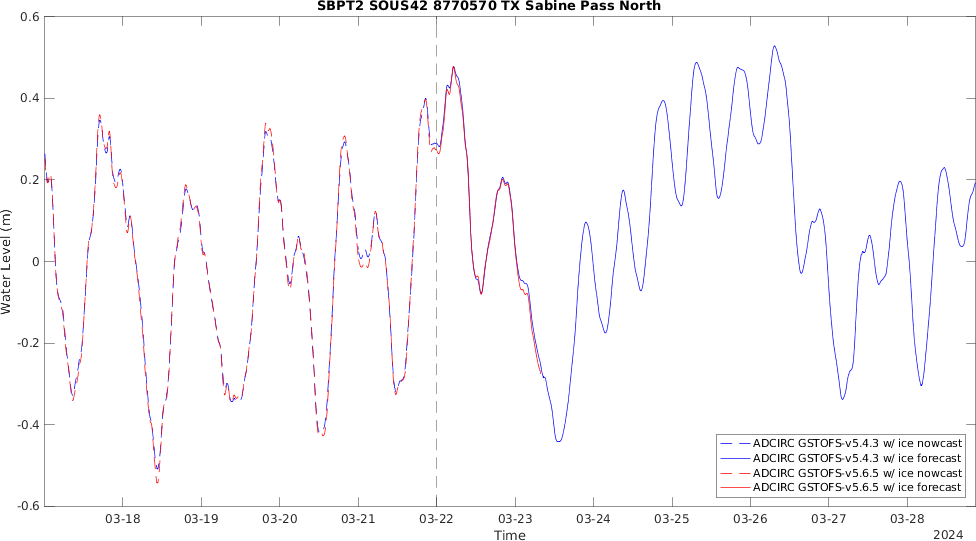 SBPT2 SOUS42 8770570 TX Sabine Pass North
Water Level (m)
0.6
0.4
0.2
0
-0.2
-0.4
-0.6
ADCIRC GSTOFS-v5.4.3 w/ ice nowcast
ADCIRC GSTOFS-v5.4.3 w/ ice forecast
ADCIRC GSTOFS-v5.6.5 w/ ice nowcast
ADCIRC GSTOFS-v5.6.5 w/ ice forecast
03-18 03-19 03-20 03-21 03-22 03-23 03-24 03-25 03-26 03-27 03-28
Time
2024